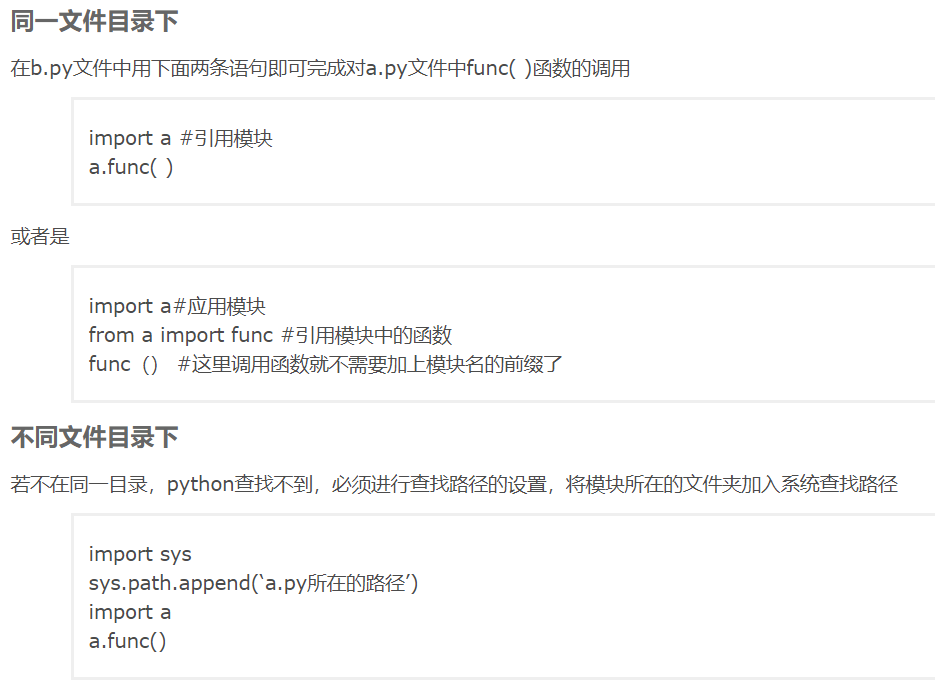 同一文件目录下
在b.py文件中用下面两条语句即可完成对a.py文件中func( )函数的调用
import a #引用模块
a.func( )
或者是
import a#应用模块
from a import func #引用模块中的函数
func（） #这里调用函数就不需要加上模块名的前缀了
不同文件目录下
若不在同一目录，python查找不到，必须进行查找路径的设置，将模块所在的文件夹加入系统查找路径
import sys
sys.path.append(‘a.py所在的路径’)
import a
a.func()